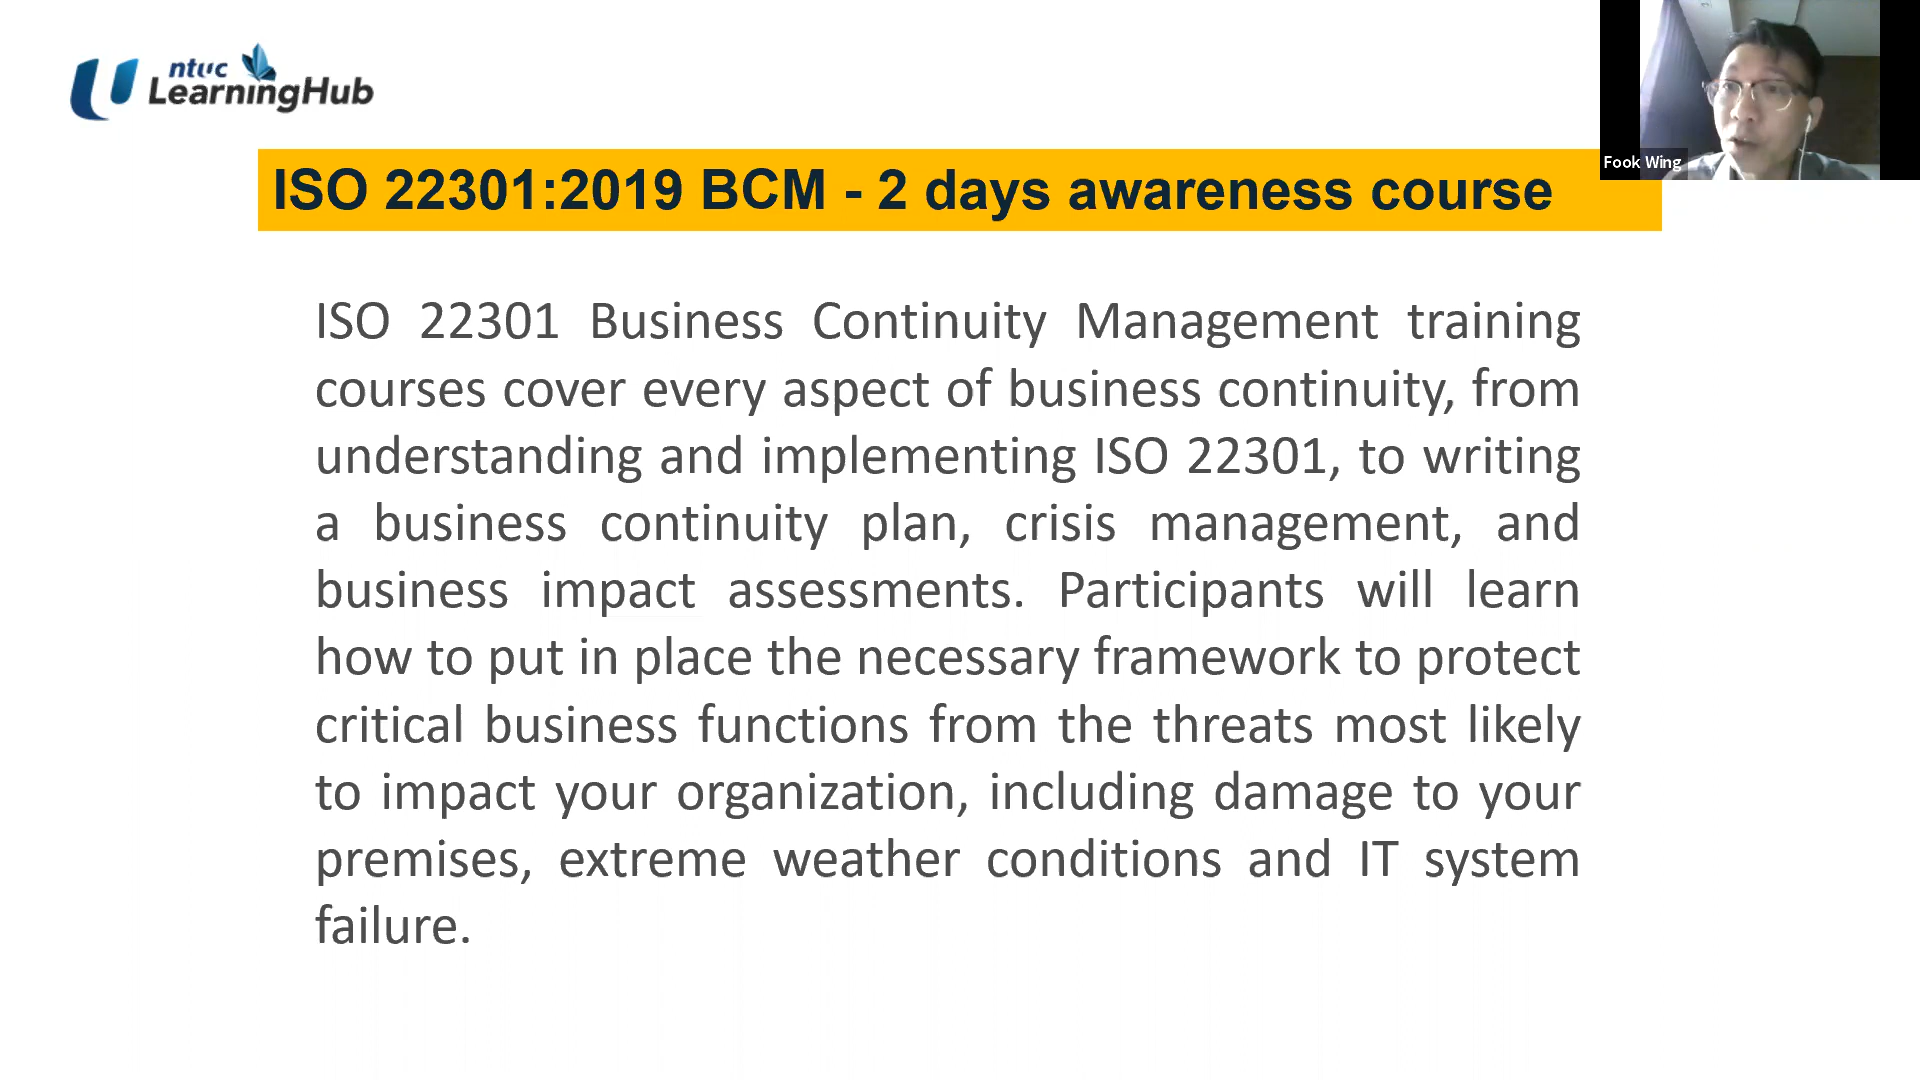 ntuc
LearningHub
Fook Wing
ISO 22301:2019 BCM - 2 days awareness course
ISO 22301 Business Continuity Management training
courses cover every aspect of business continuity, from
understanding and implementing ISO 22301, to writing
a business continuity plan, crisis management, and
business impact assessments. Participants will learn
how to put in place the necessary framework to protect
critical business functions from the threats most likely
to impact your organization, including damage to your
premises, extreme weather conditions and IT system
failure.